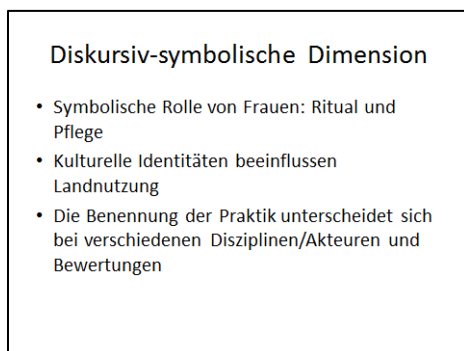 Diskursiv-symbolische Dimension
• Symbolische Rolle von Frauen: Ritual und
Pflege
• Kulturelle Identitäten beeinflussen
Landnutzung
• Die Benennung der Praktik unterscheidet sich
bei verschiedenen Disziplinen/Akteuren und
Bewertungen